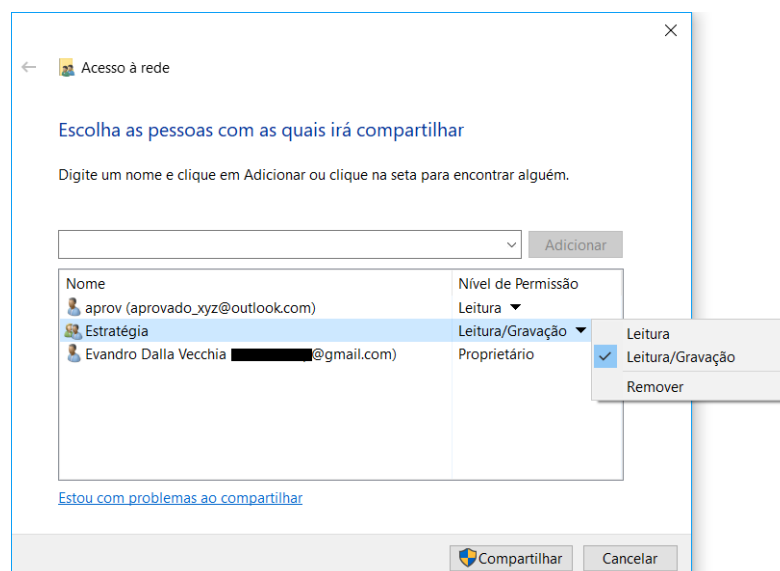 Acesso à rede
Escolha as pessoas com as quais irá compartilhar
Digite um nome e clique em Adicionar ou clique na seta para encontrar alguém.
Adicionar
Nome Nível de Permissão
aprov (aprovado_xyz@outlook.com) Leitura
Estratégia Leitura/Gravação
Evandro Dalla Vecchia @gmail.com) Proprietário
Leitura
Leitura/Gravação
Remover
Estou com problemas ao compartilhar
Compartilhar Cancelar